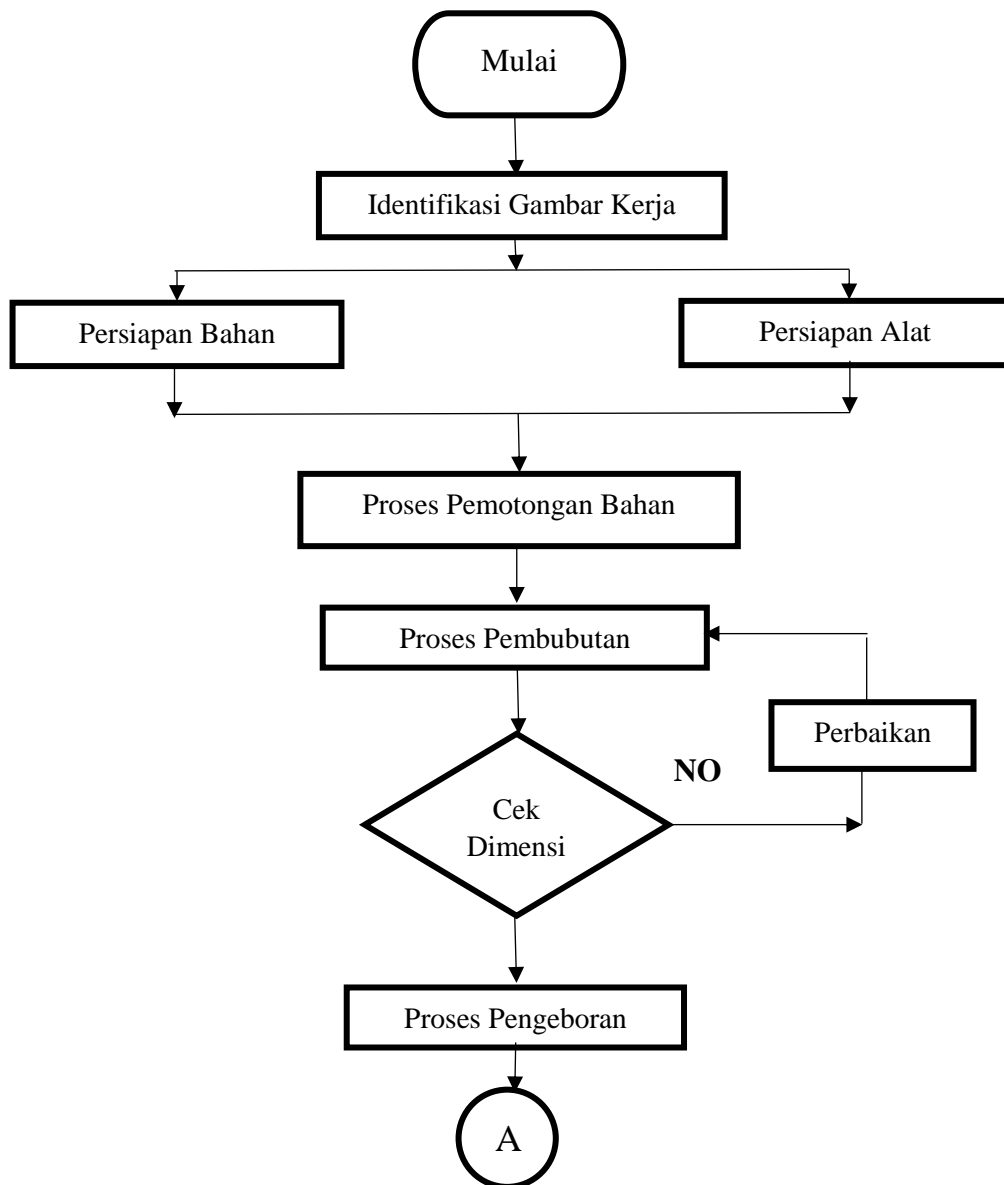 Mulai
Identifikasi Gambar Kerja
Persiapan Bahan
Persiapan Alat
Proses Pemotongan Bahan
Proses Pembubutan
Perbaikan
NO
Cek
Dimensi
Proses Pengeboran
A